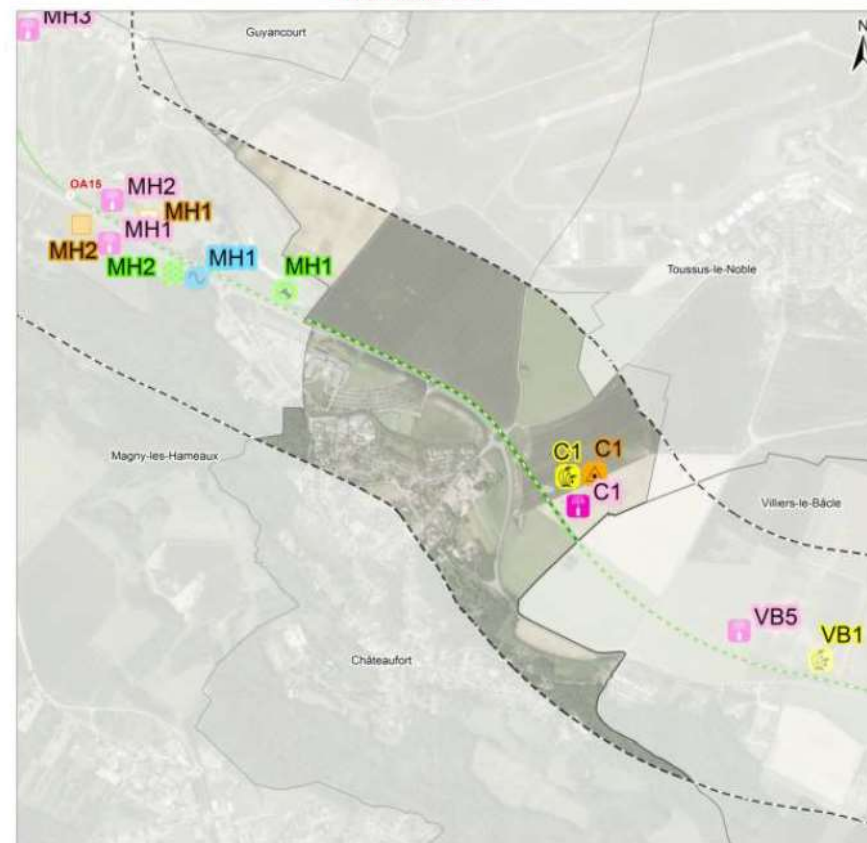 MH3
Guyancourt
N
OA15
MH2
MH1
MH2
MH1
MH2
MH1
MH1
Toussus-le-Noble
Magny-les-Hameaux
C1
C1
C1
Villiers-le-Bâcle
VB5
VB1
Châteaufort